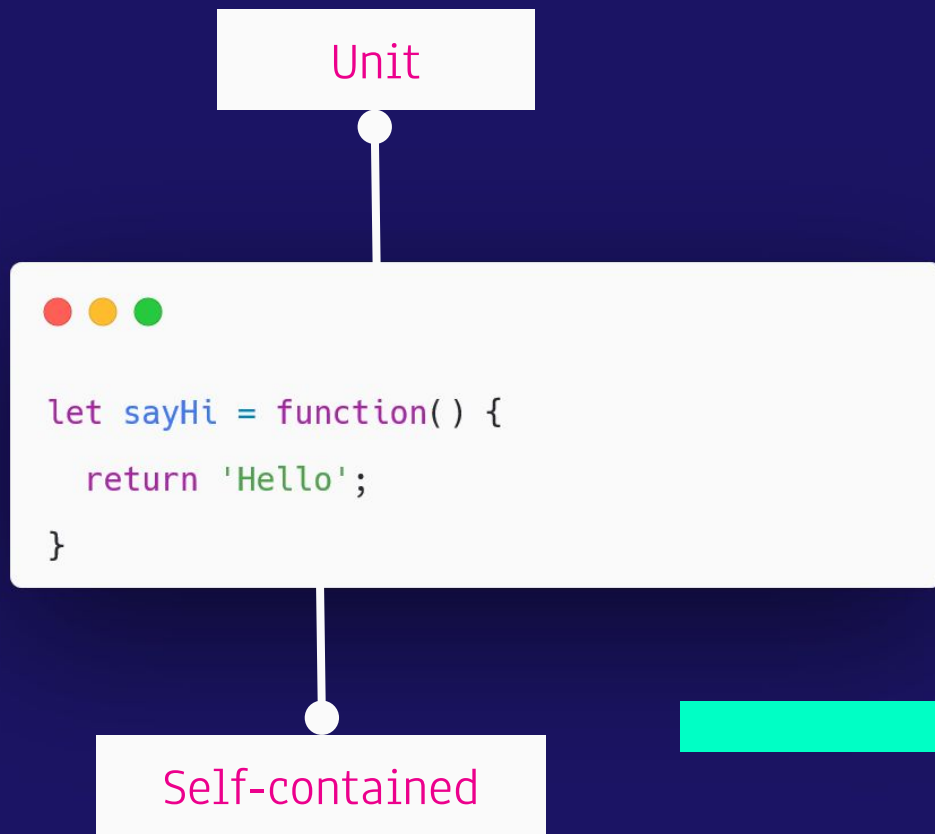 Unit
let sayHi = function() {
  return 'Hello';
}
Self-contained